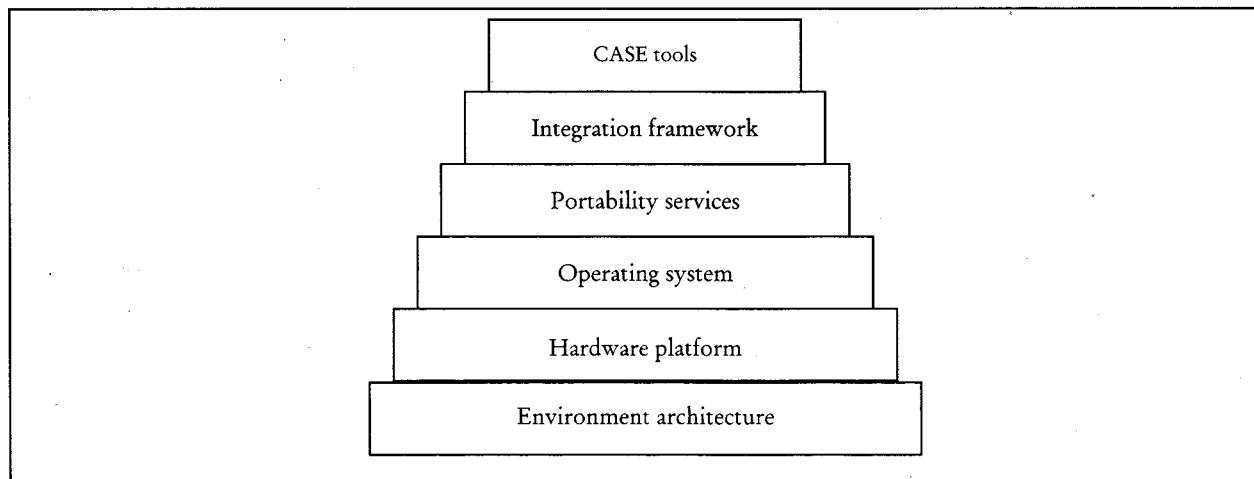 CASE tools
Integration framework
Portability services
Operating system
Hardware platform
Environment architecture